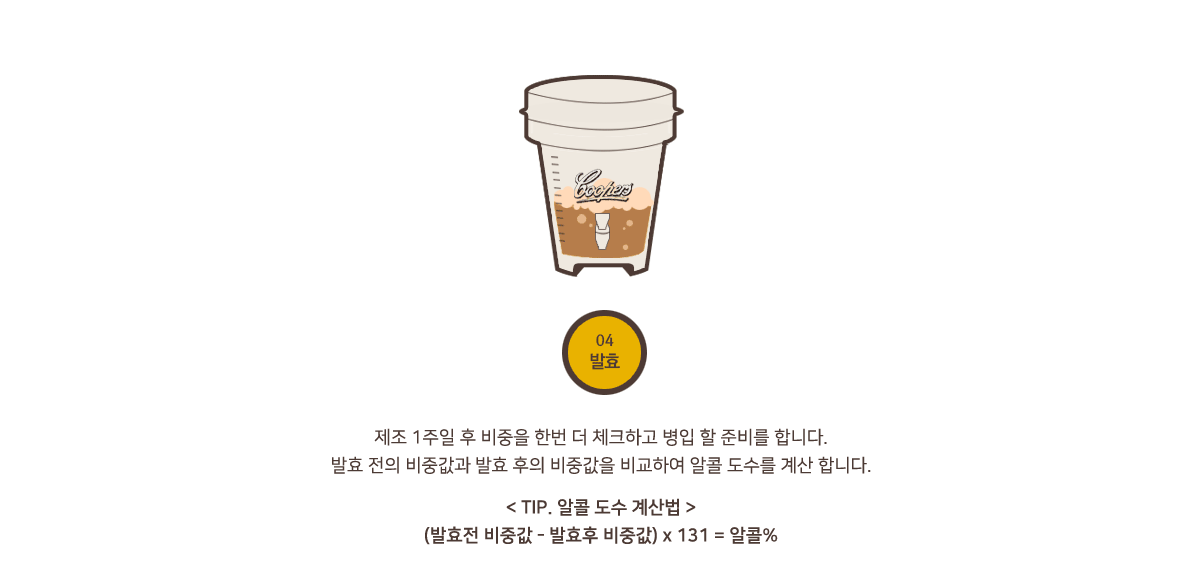 Coopers
04
발효
제조 1주일 후 비중을 한번 더 체크하고 병입 할 준비를 합니다.
발효 전의 비중값과 발효 후의 비중값을 비교하여 알콜 도수를 계산 합니다.
< TIP. 알콜 도수 계산법 >
(발효전 비중값 - 발효후 비중값) x 131 = 알콜%